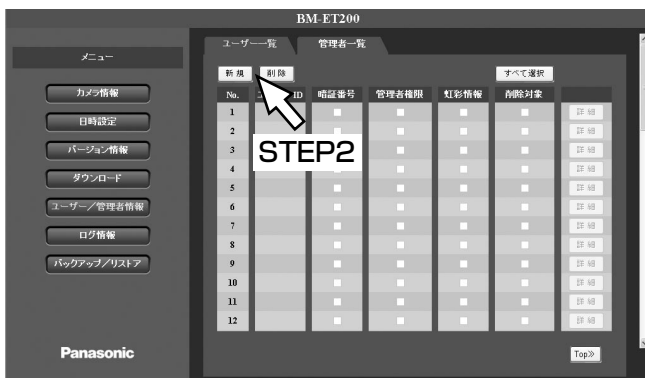 BM-ET200
メニュー
カメラ情報
日時設定
バージョン情報
ダウンロード
ユーザー／管理者情報
ログ情報
バックアップ／リストア
Panasonic
ユーザー一覧 管理者一覧
新規 削除 すべて選択
No. ID 暗証番号 管理者権限 虹彩情報 削除対象
1 詳細
2 詳細
3 詳細
4 詳細
5 詳細
6 詳細
7 詳細
8 詳細
9 詳細
10 詳細
11 詳細
12 詳細
STEP2
Top≫